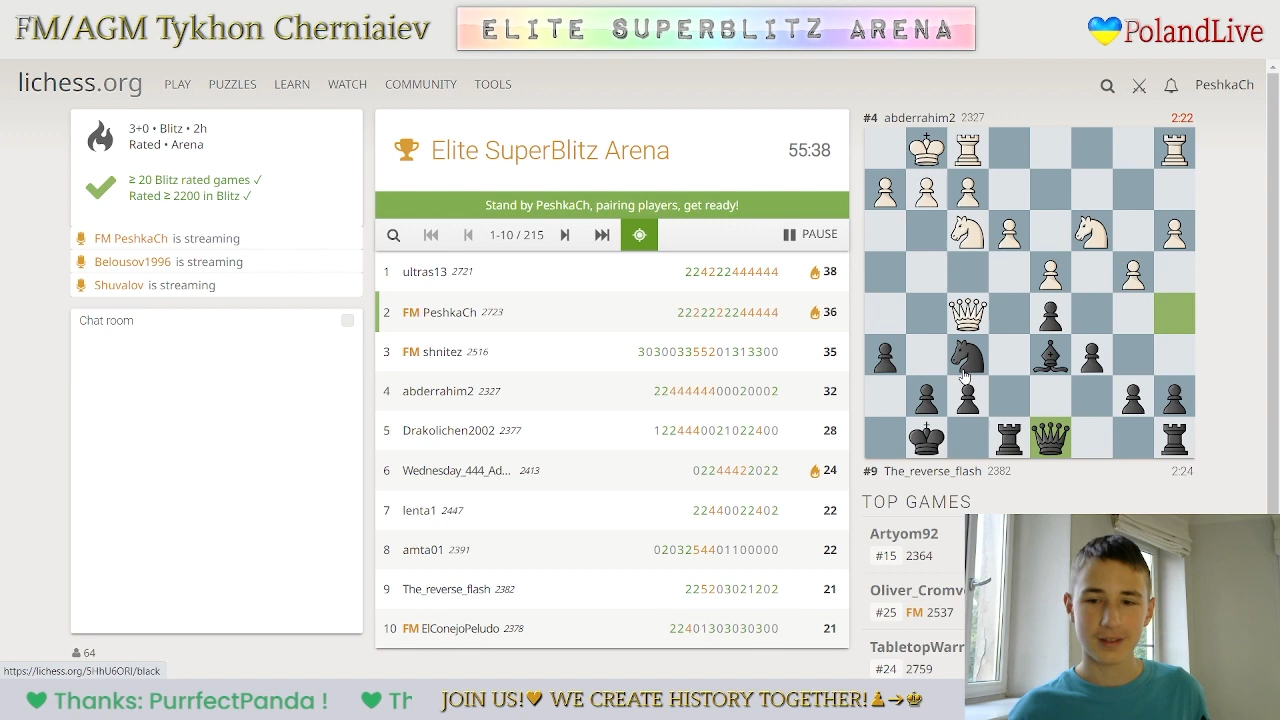 FM/AGM Tykhon Cherniaiev
ELITE SUPERBLITZ ARENA
PolandLive
lichess.org
PLAY PUZZLES LEARN WATCH COMMUNITY TOOLS
PeshkaCh
3+0 • Blitz • 2h
Rated • Arena
≥ 20 Blitz rated games ✓
Rated ≥ 2200 in Blitz ✓
FM PeshkaCh is streaming
Belousov1996 is streaming
Shuvalov is streaming
Chat room
64
https://lichess.org/5HhU6ORI/black
Elite SuperBlitz Arena 55:38
Stand by PeshkaCh, pairing players, get ready!
1-10 / 215 PAUSE
1 ultras13 2721 224222444444 38
2 FM PeshkaCh 2723 2222222244444 36
3 FM shnitez 2516 303003355201313300 35
4 abderrahim2 2327 2244444400020002 32
5 Drakolichen2002 2377 122444002102​2400 28
6 Wednesday_444_Ad... 2413 02244422022 24
7 lenta1 2447 22440022402 22
8 amta01 2391 020325440110​0000 22
9 The_reverse_flash 2382 225203021202 21
10 FM ElConejoPeludo 2378 22401303030300 21
#4 abderrahim2 2327 2:22
#9 The_reverse_flash 2382 2:24
TOP GAMES
Artyom92
#15 2364
Oliver_Cromv
#25 FM 2537
TabletopWarr
#24 2759
Thanks: PurrfectPanda ! Th
JOIN US! WE CREATE HISTORY TOGETHER!